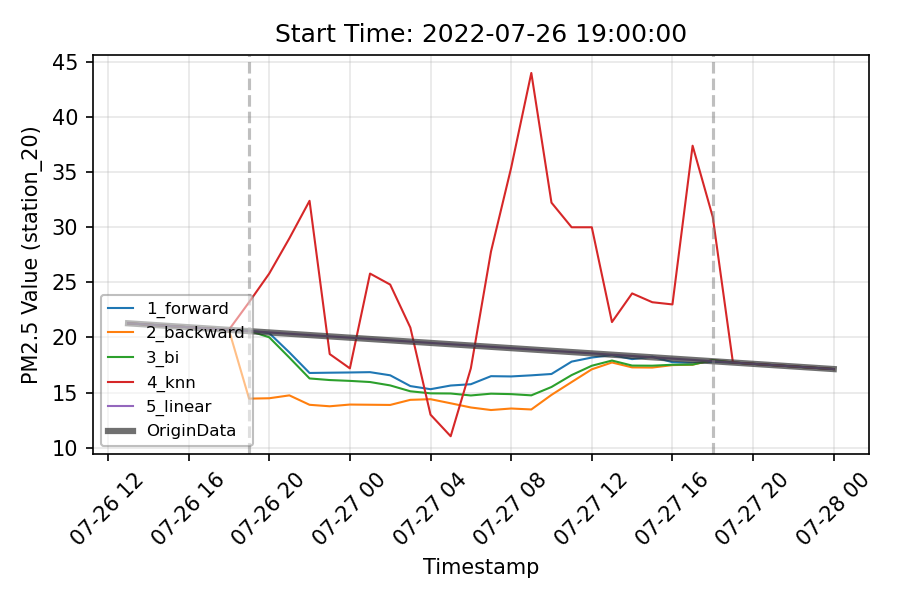 Start Time: 2022-07-26 19:00:00
PM2.5 Value (station_20)
45
40
35
30
25
20
15
10
1_forward
2_backward
3_bi
4_knn
5_linear
OriginData
07-26 12
07-26 16
07-26 20
07-27 00
07-27 04
07-27 08
07-27 12
07-27 16
07-27 20
07-28 00
Timestamp